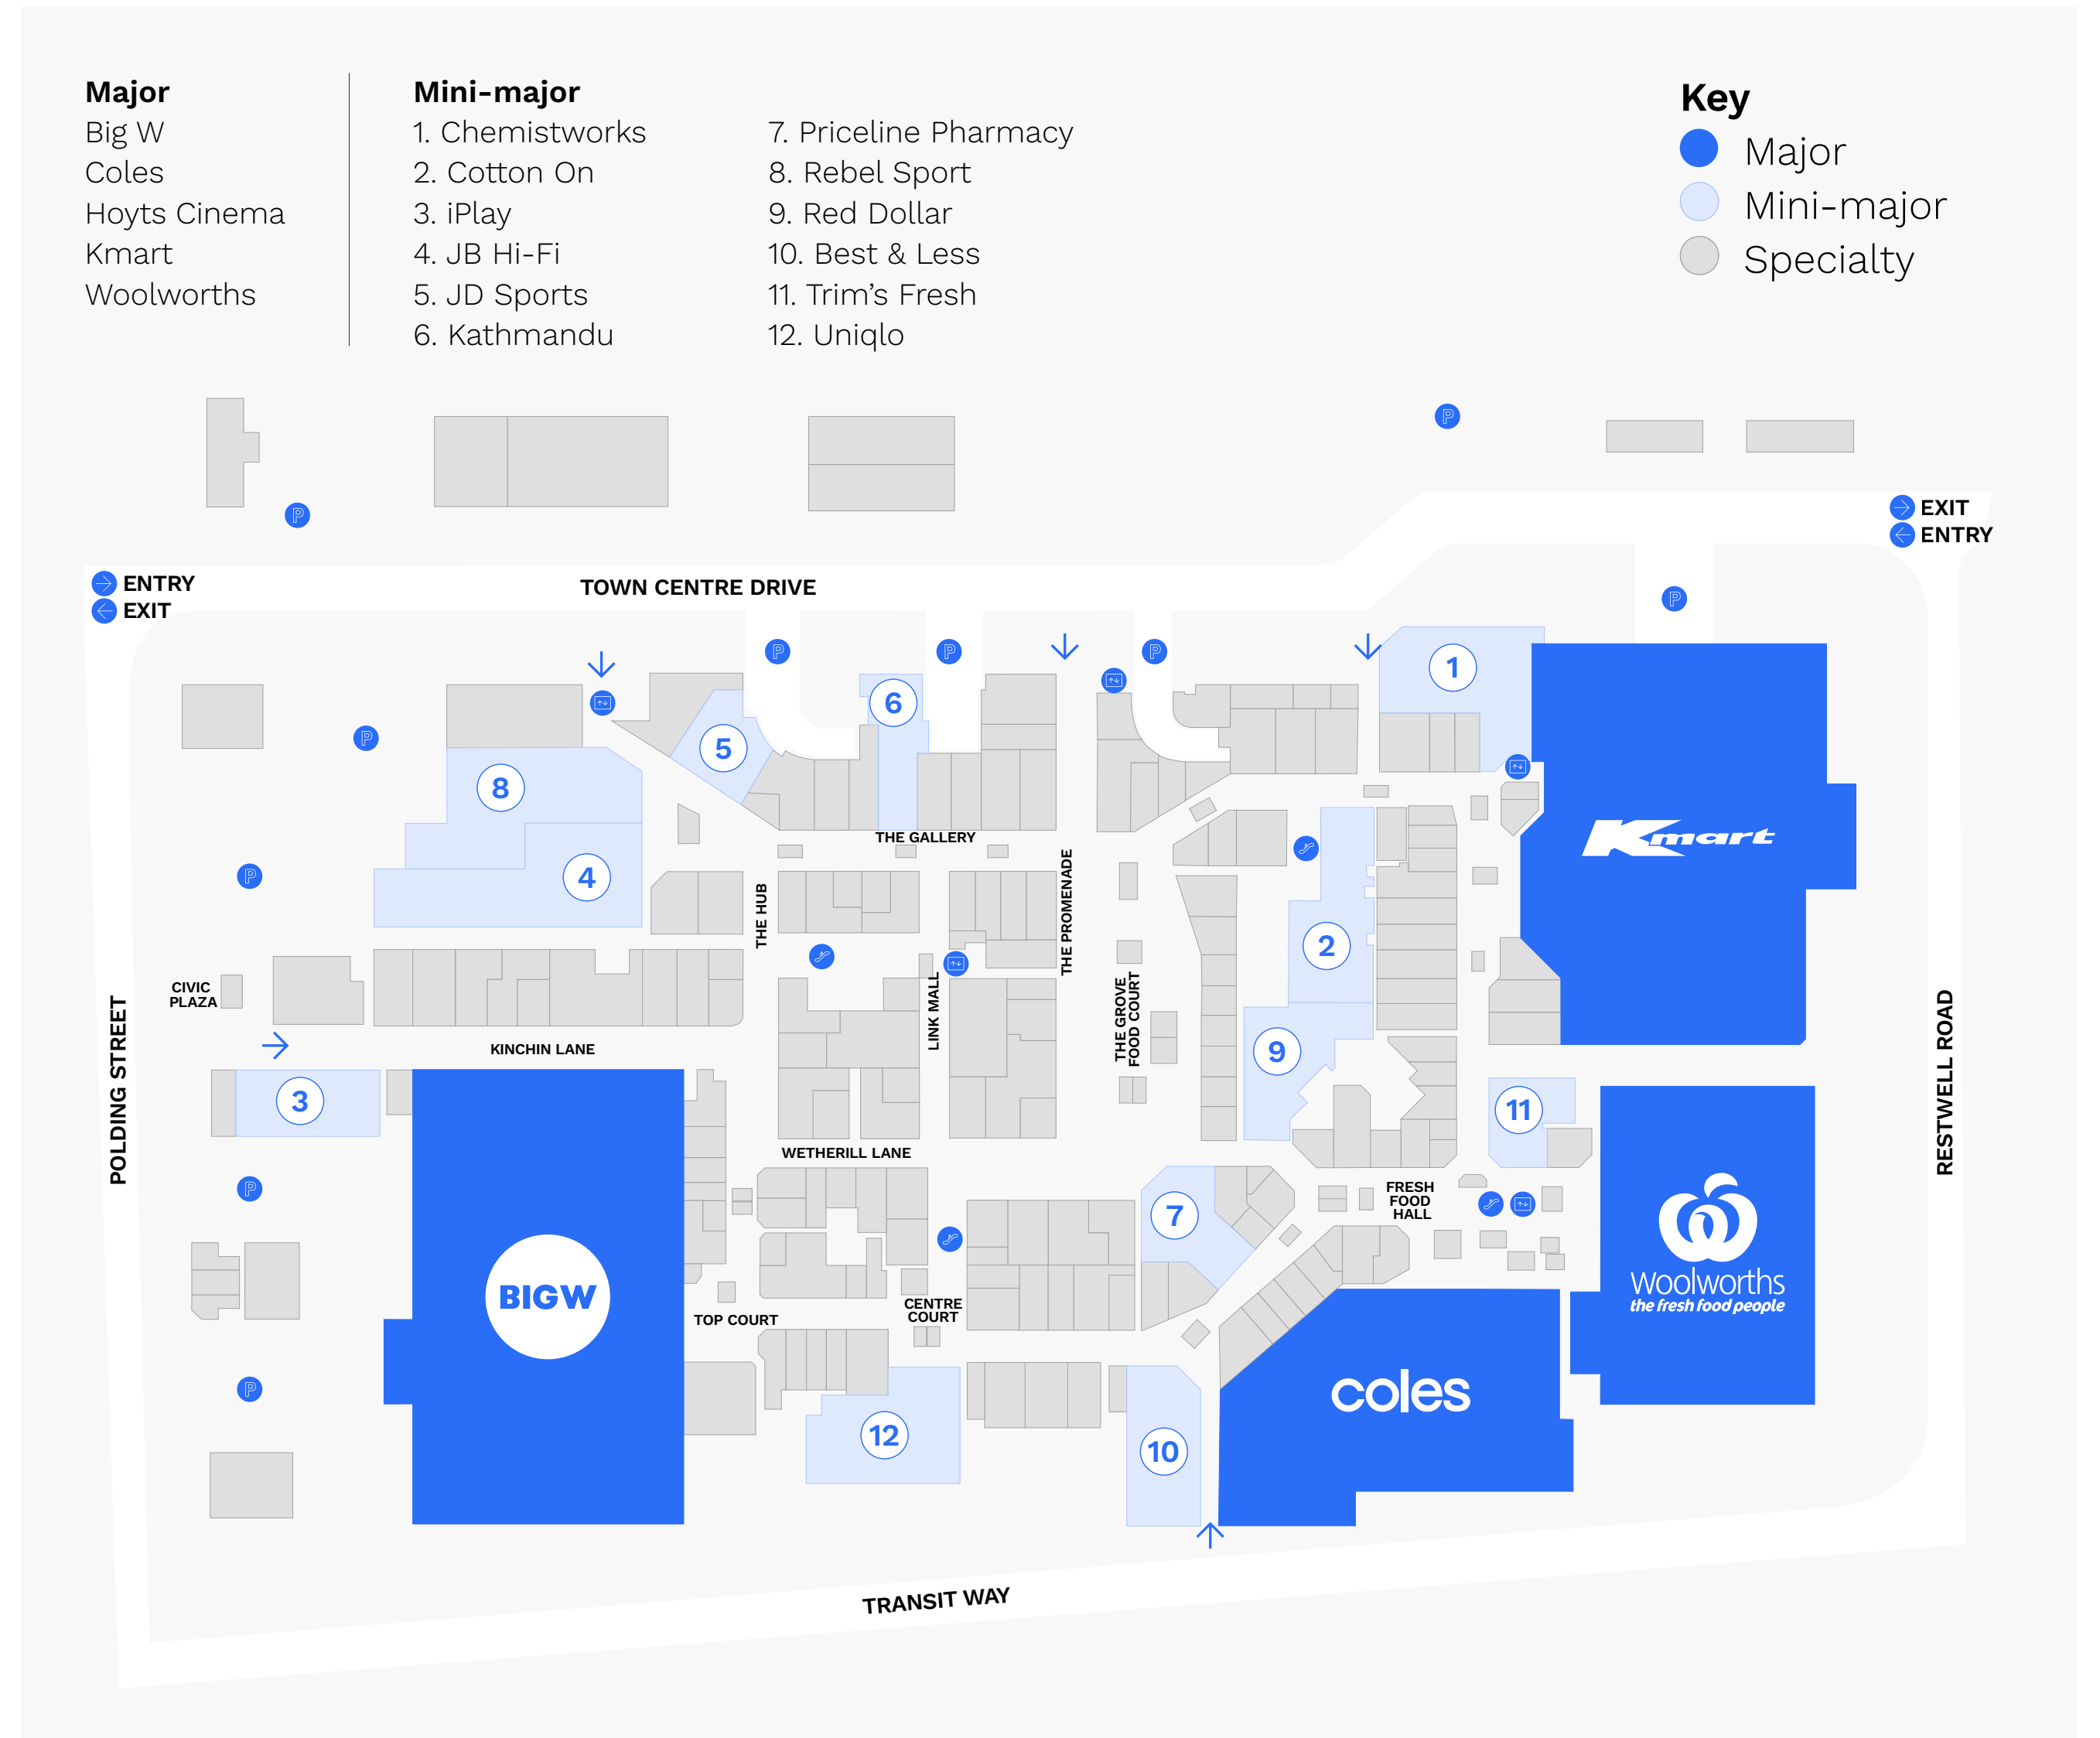 Major
Big W
Coles
Hoyts Cinema
Kmart
Woolworths
Mini-major
1. Chemistworks
2. Cotton On
3. iPlay
4. JB Hi-Fi
5. JD Sports
6. Kathmandu
7. Priceline Pharmacy
8. Rebel Sport
9. Red Dollar
10. Best & Less
11. Trim's Fresh
12. Uniqlo
Key
Major
Mini-major
Specialty
P
P
EXIT
ENTRY
ENTRY
EXIT
TOWN CENTRE DRIVE
P
P
P
P
1
6
5
P
8
Kmart
THE GALLERY
4
P
THE HUB
THE PROMENADE
2
CIVIC
PLAZA
LINK MALL
THE GROVE
FOOD COURT
POLDING STREET
RESTWELL ROAD
KINCHIN LANE
9
3
11
WETHERILL LANE
P
7
FRESH
FOOD
HALL
BIGW
Woolworths
the fresh food people
CENTRE
COURT
TOP COURT
P
coles
12
10
TRANSIT WAY